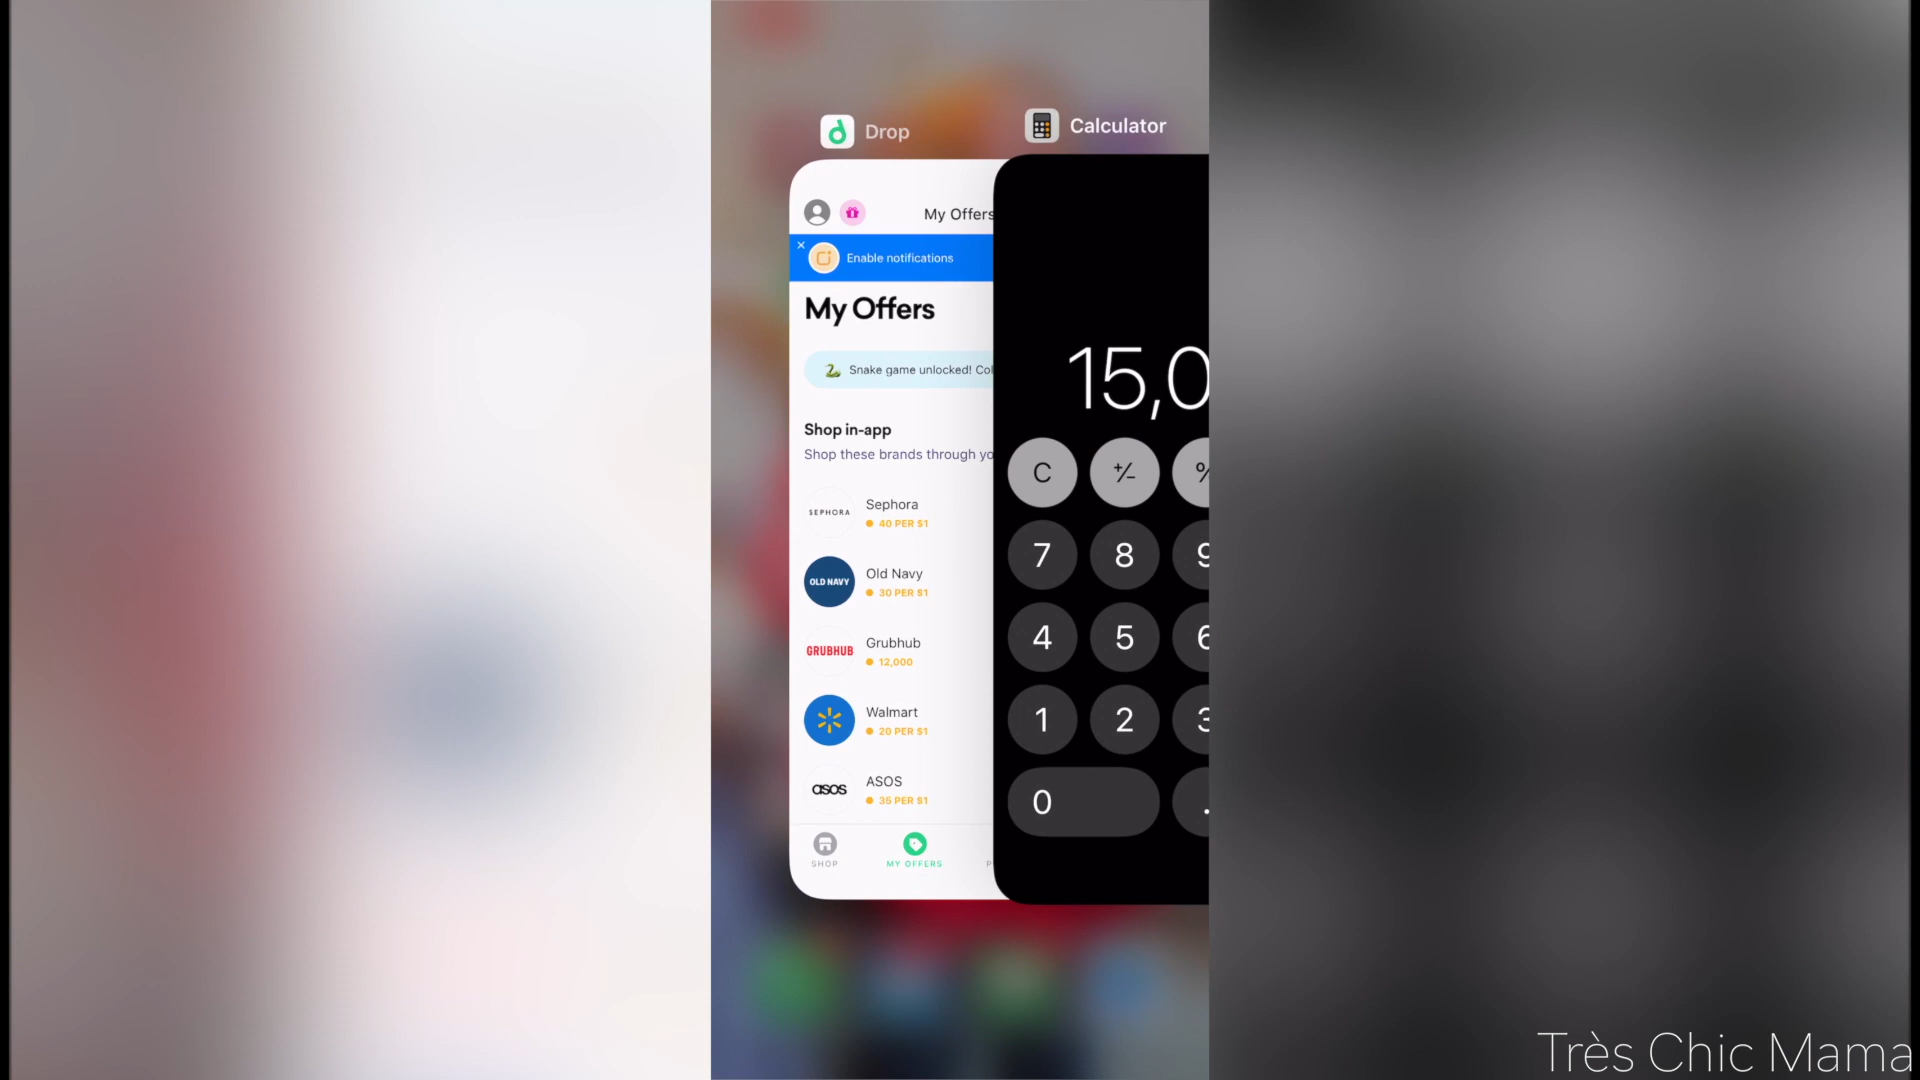 Drop
Calculator
My Offers
Enable notifications
My Offers
Snake game unlocked! Col
Shop in-app
Shop these brands through yo
SEPHORA
Sephora
40 PER $1
OLD NAVY
Old Navy
30 PER $1
GRUBHUB
Grubhub
12,000
Walmart
20 PER $1
asos
ASOS
35 PER $1
SHOP
MY OFFERS
P
15,0
C
+/-
%
7
8
9
4
5
6
1
2
3
0
.
Très Chic Mama